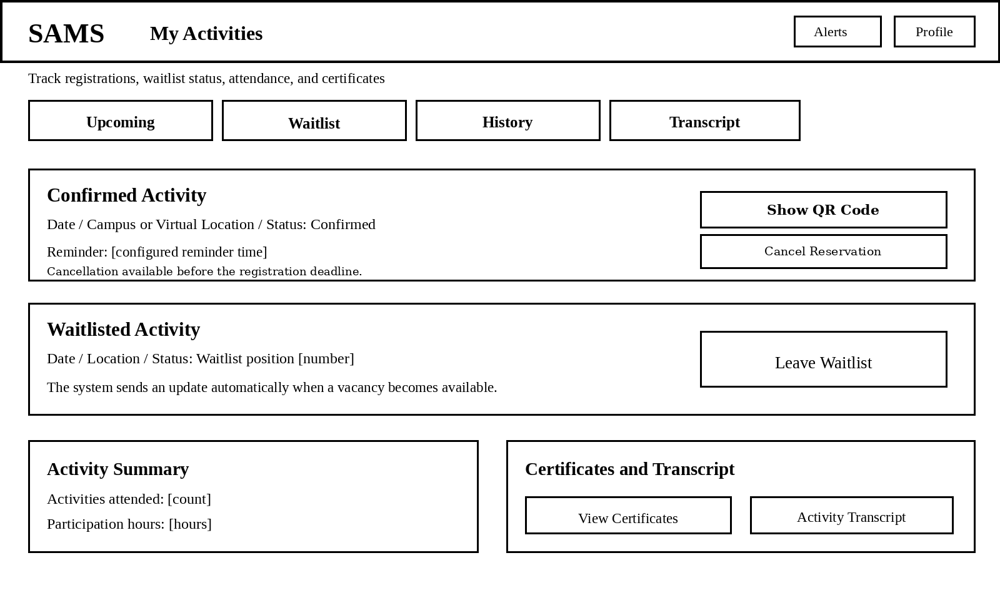 SAMS My Activities Alerts Profile
Track registrations, waitlist status, attendance, and certificates
Upcoming Waitlist History Transcript
Confirmed Activity
Date / Campus or Virtual Location / Status: Confirmed
Reminder: [configured reminder time]
Cancellation available before the registration deadline.
Show QR Code
Cancel Reservation
Waitlisted Activity
Date / Location / Status: Waitlist position [number]
The system sends an update automatically when a vacancy becomes available.
Leave Waitlist
Activity Summary
Activities attended: [count]
Participation hours: [hours]
Certificates and Transcript
View Certificates Activity Transcript